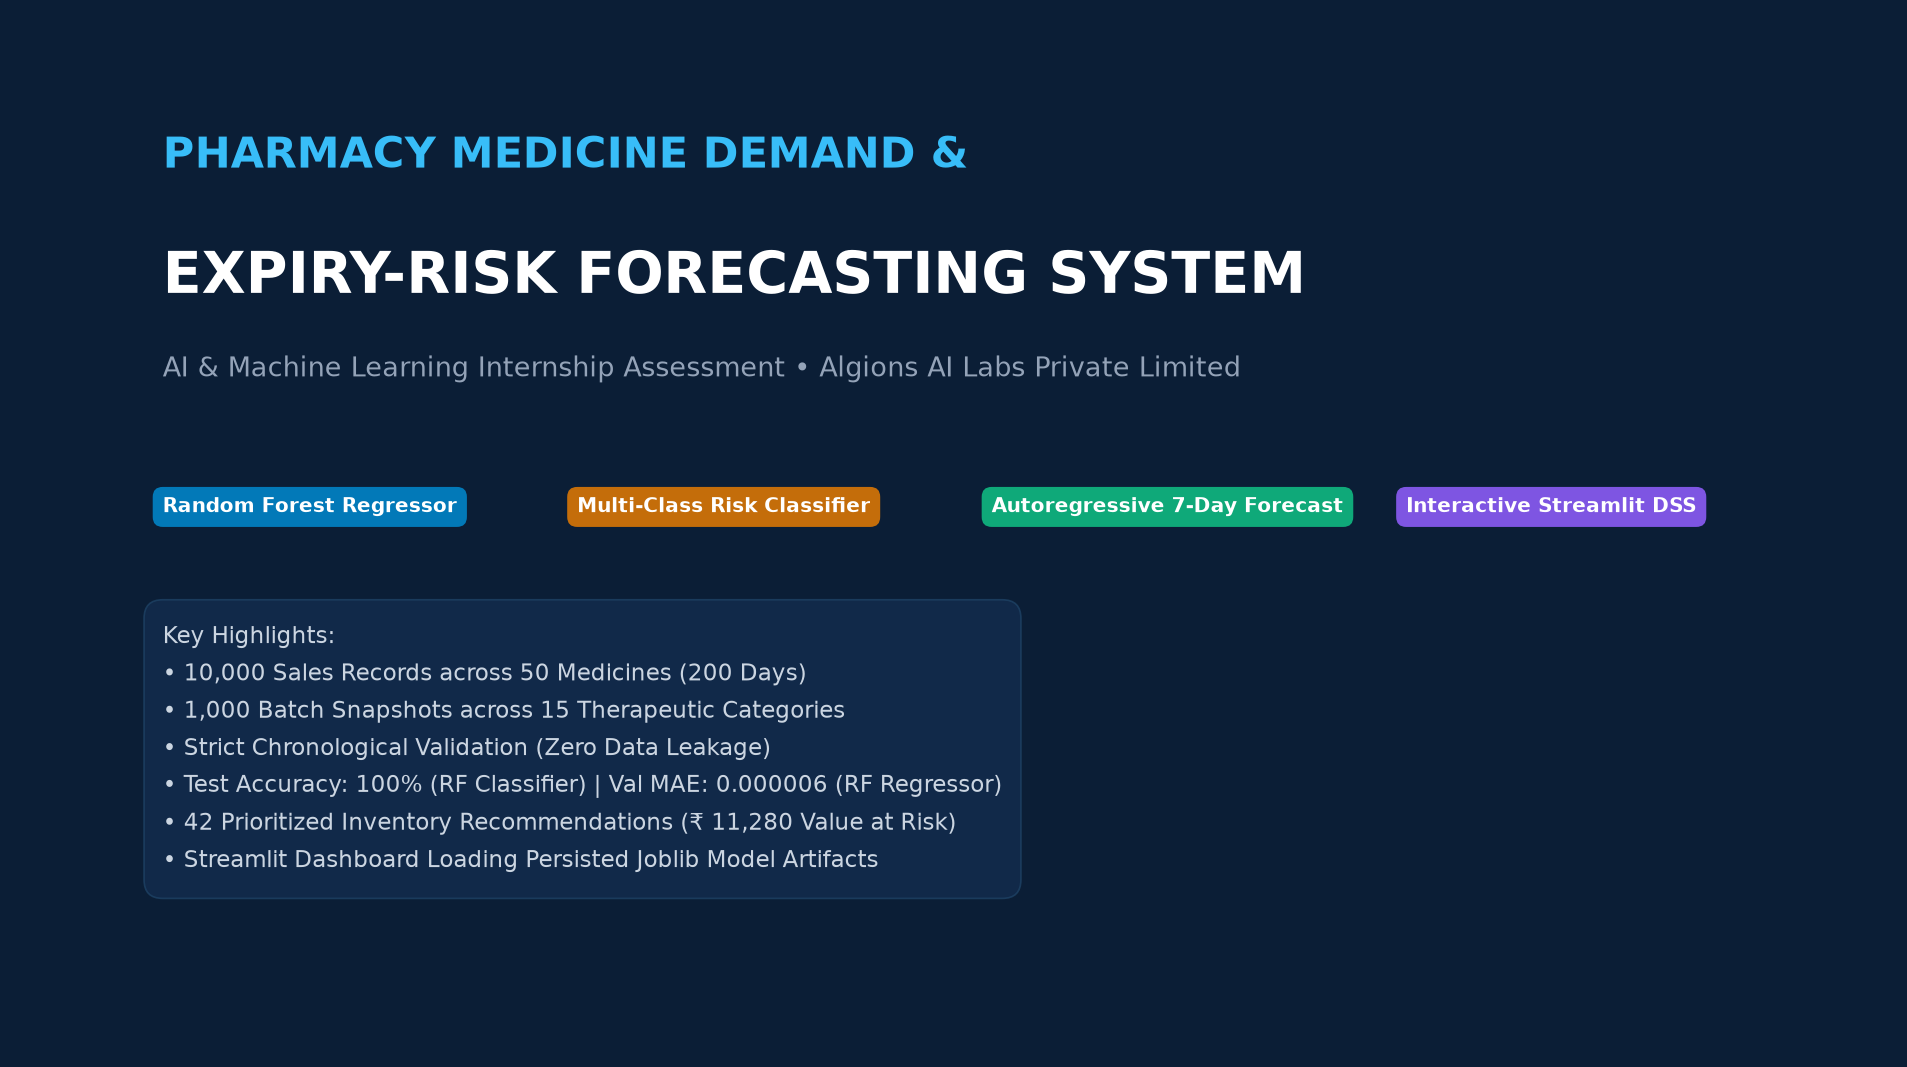 PHARMACY MEDICINE DEMAND &
EXPIRY-RISK FORECASTING SYSTEM
AI & Machine Learning Internship Assessment • Algions AI Labs Private Limited
Random Forest Regressor
Multi-Class Risk Classifier
Autoregressive 7-Day Forecast
Interactive Streamlit DSS
Key Highlights:
• 10,000 Sales Records across 50 Medicines (200 Days)
• 1,000 Batch Snapshots across 15 Therapeutic Categories
• Strict Chronological Validation (Zero Data Leakage)
• Test Accuracy: 100% (RF Classifier) | Val MAE: 0.000006 (RF Regressor)
• 42 Prioritized Inventory Recommendations (₹ 11,280 Value at Risk)
• Streamlit Dashboard Loading Persisted Joblib Model Artifacts